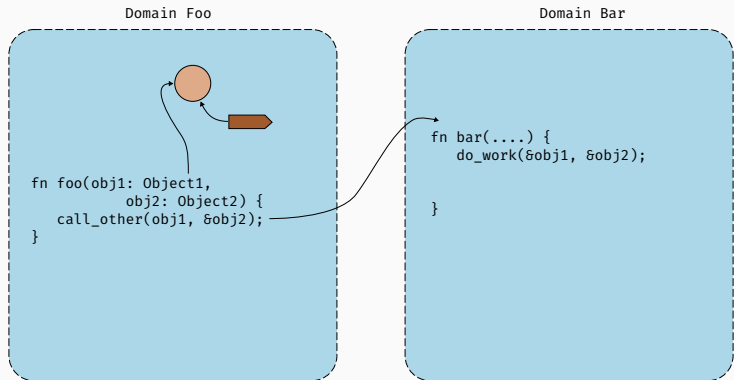 Domain Foo
Domain Bar
fn foo(obj1: Object1,
obj2: Object2) {
call_other(obj1, &obj2);
}
fn bar(....) {
do_work(&obj1, &obj2);
}